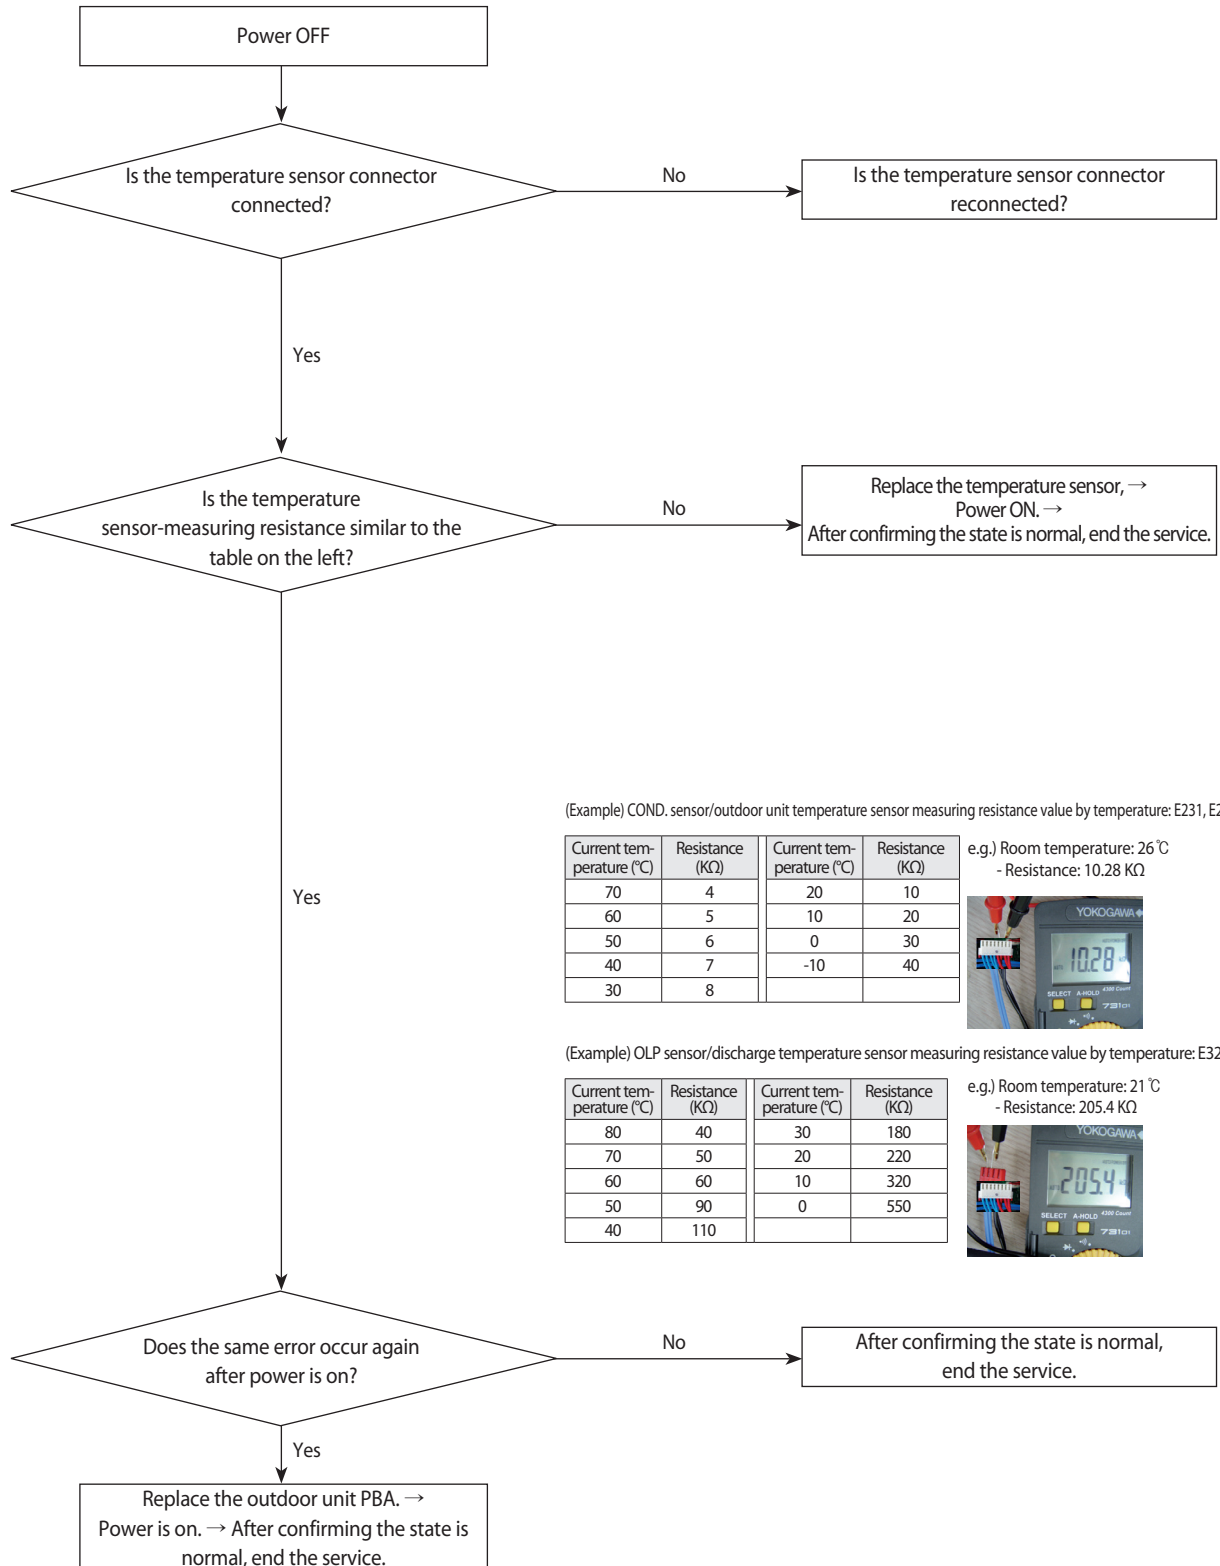 Power OFF
Is the temperature sensor connector
connected?
No
Is the temperature sensor connector
reconnected?
Yes
Is the temperature
sensor-measuring resistance similar to the
table on the left?
No
Replace the temperature sensor, →
Power ON. →
After confirming the state is normal, end the service.
Yes
(Example) COND. sensor/outdoor unit temperature sensor measuring resistance value by temperature: E231, E2
Current tem- Resistance Current tem- Resistance
perature (°C) (KΩ) perature (°C) (KΩ)
70 4 20 10
60 5 10 20
50 6 0 30
40 7 -10 40
30 8
e.g.) Room temperature: 26℃
- Resistance: 10.28 KΩ
YOKOGAWA
10.28
SELECT A-HOLD 4300 Count
731
(Example) OLP sensor/discharge temperature sensor measuring resistance value by temperature: E32
Current tem- Resistance Current tem- Resistance
perature (°C) (KΩ) perature (°C) (KΩ)
80 40 30 180
70 50 20 220
60 60 10 320
50 90 0 550
40 110
e.g.) Room temperature: 21 ℃
- Resistance: 205.4 KΩ
YOKOGAWA
205.4
SELECT A-HOLD 4300 Count
731
Does the same error occur again
after power is on?
No
After confirming the state is normal,
end the service.
Yes
Replace the outdoor unit PBA. →
Power is on. → After confirming the state is
normal, end the service.